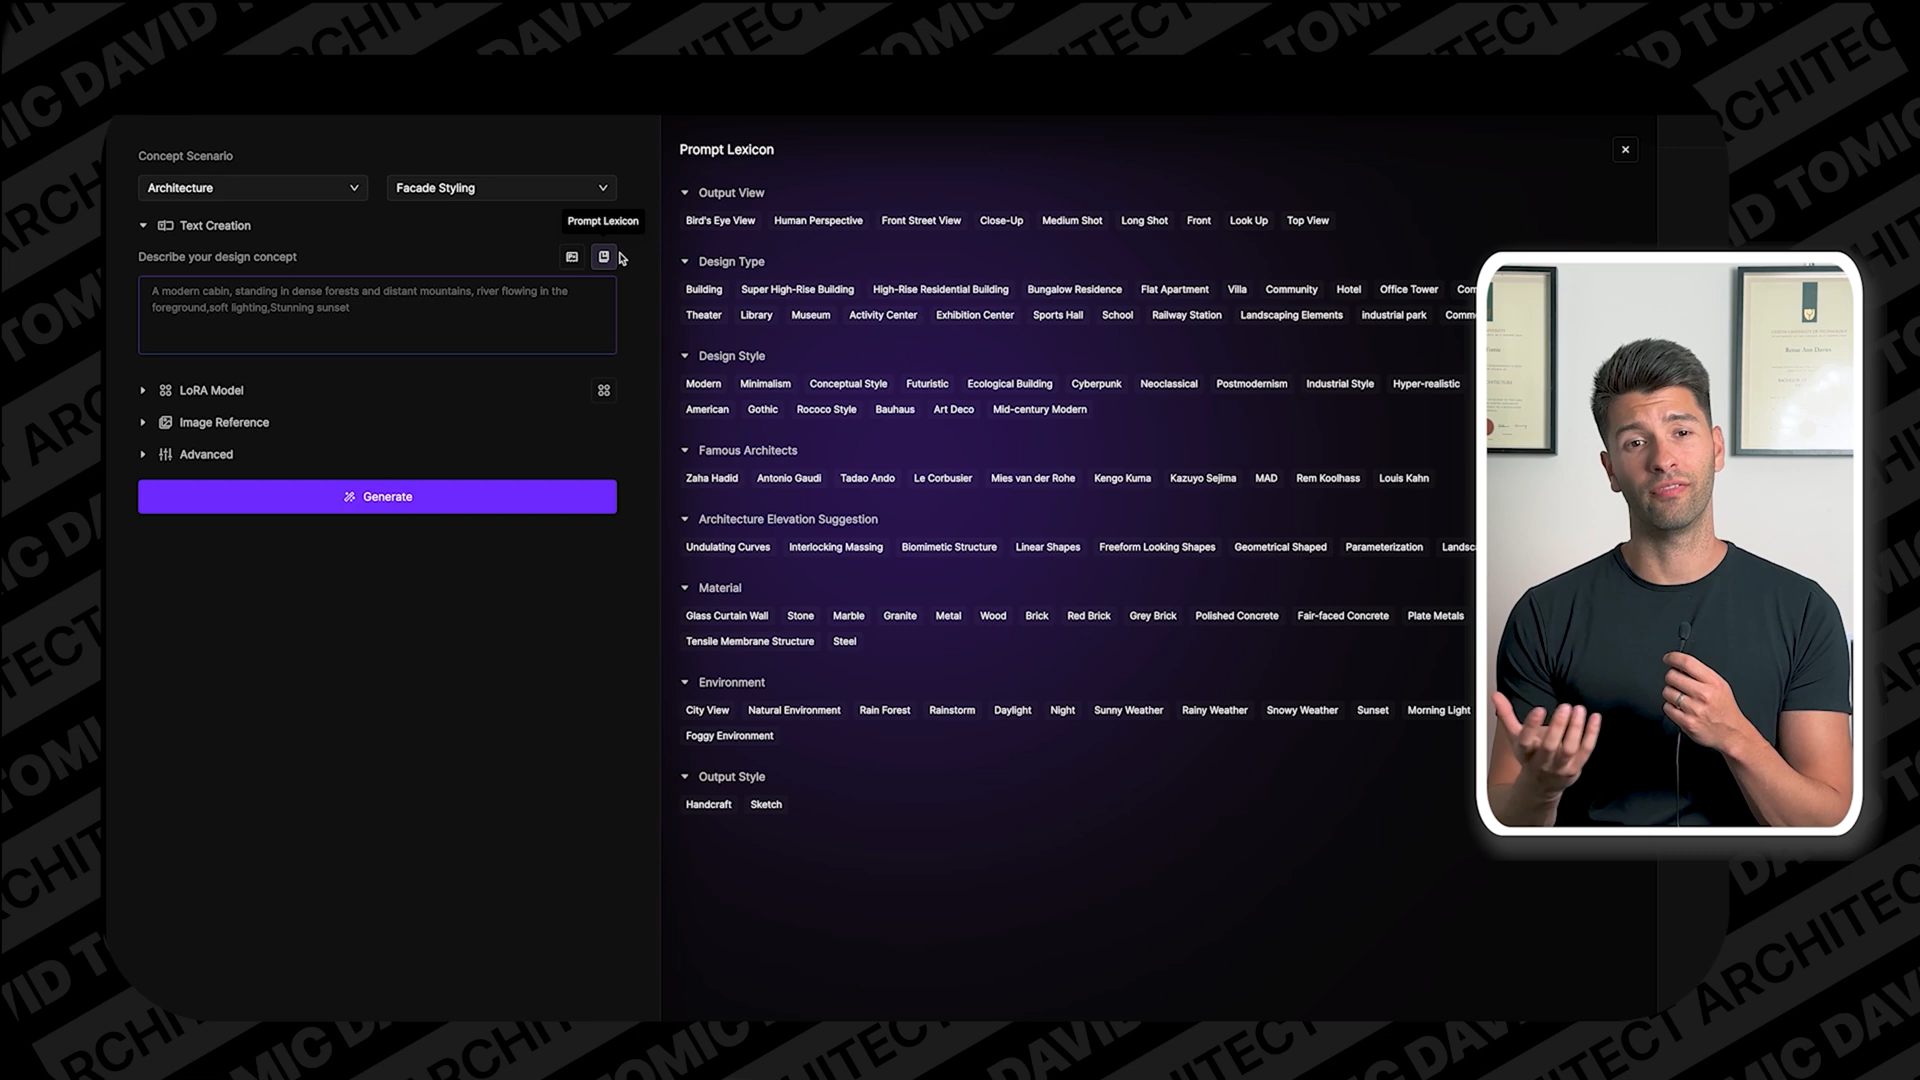 DAVID TOMIC ARCHITECT
Concept Scenario
Architecture
Facade Styling
Text Creation
Prompt Lexicon
Describe your design concept
A modern cabin, standing in dense forests and distant mountains, river flowing in the
foreground,soft lighting,Stunning sunset
LoRA Model
Image Reference
Advanced
Generate
Prompt Lexicon
Output View
Bird's Eye View Human Perspective Front Street View Close-Up Medium Shot Long Shot Front Look Up Top View
Design Type
Building Super High-Rise Building High-Rise Residential Building Bungalow Residence Flat Apartment Villa Community Hotel Office Tower Com
Theater Library Museum Activity Center Exhibition Center Sports Hall School Railway Station Landscaping Elements industrial park Comm
Design Style
Modern Minimalism Conceptual Style Futuristic Ecological Building Cyberpunk Neoclassical Postmodernism Industrial Style Hyper-realistic
American Gothic Rococo Style Bauhaus Art Deco Mid-century Modern
Famous Architects
Zaha Hadid Antonio Gaudi Tadao Ando Le Corbusier Mies van der Rohe Kengo Kuma Kazuyo Sejima MAD Rem Koolhass Louis Kahn
Architecture Elevation Suggestion
Undulating Curves Interlocking Massing Biomimetic Structure Linear Shapes Freeform Looking Shapes Geometrical Shaped Parameterization Landsc
Material
Glass Curtain Wall Stone Marble Granite Metal Wood Brick Red Brick Grey Brick Polished Concrete Fair-faced Concrete Plate Metals
Tensile Membrane Structure Steel
Environment
City View Natural Environment Rain Forest Rainstorm Daylight Night Sunny Weather Rainy Weather Snowy Weather Sunset Morning Light
Foggy Environment
Output Style
Handcraft Sketch